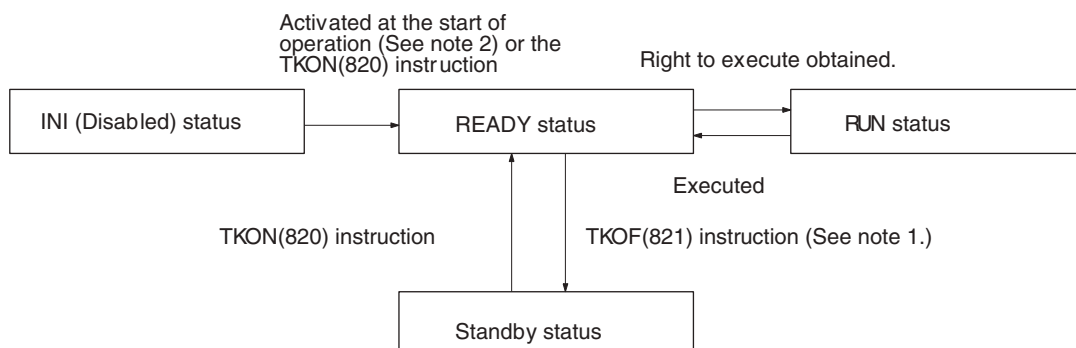 Activated at the start of
operation (See note 2) or the
TKON(820) instruction
Right to execute obtained.
INI (Disabled) status
READY status
RUN status
Executed
TKON(820) instruction
TKOF(821) instruction (See note 1.)
Standby status